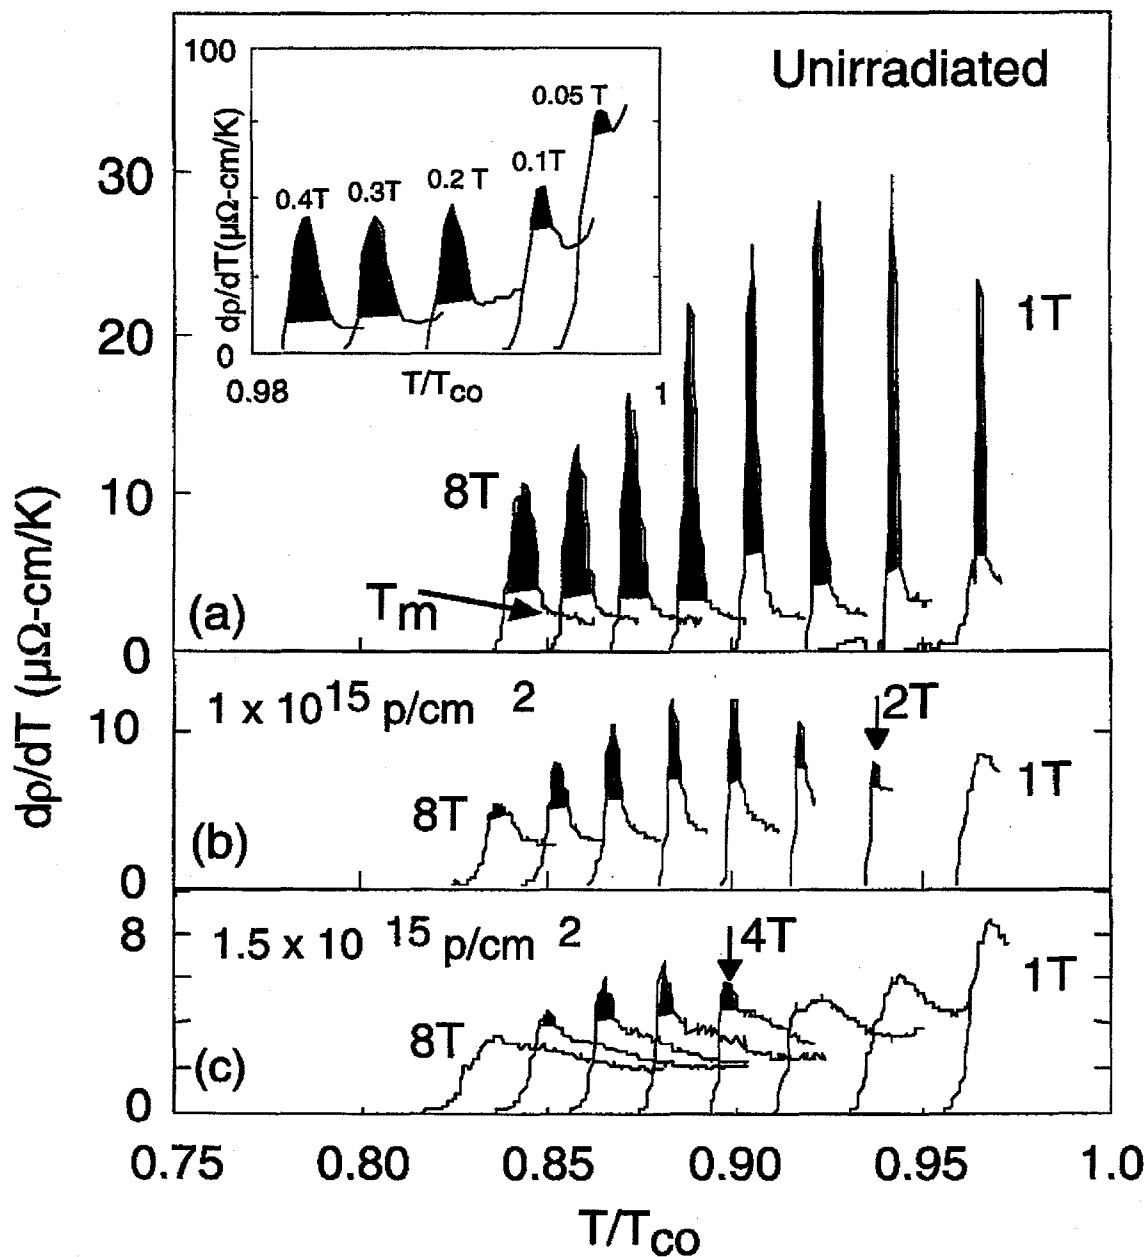 Unirradiated
100
0.05 T
0.1T
0.2 T
0.3T
0.4T
dρ/dT(μΩ-cm/K)
0
0.98
T/T_co
1
30
20
10
0
1T
8T
T_m
(a)
dρ/dT (μΩ-cm/K)
1 x 10^15 p/cm^2
2T
10
8T
1T
(b)
0
1.5 x 10^15 p/cm^2
4T
8
8T
1T
(c)
0
0.75 0.80 0.85 0.90 0.95 1.0
T/T_co